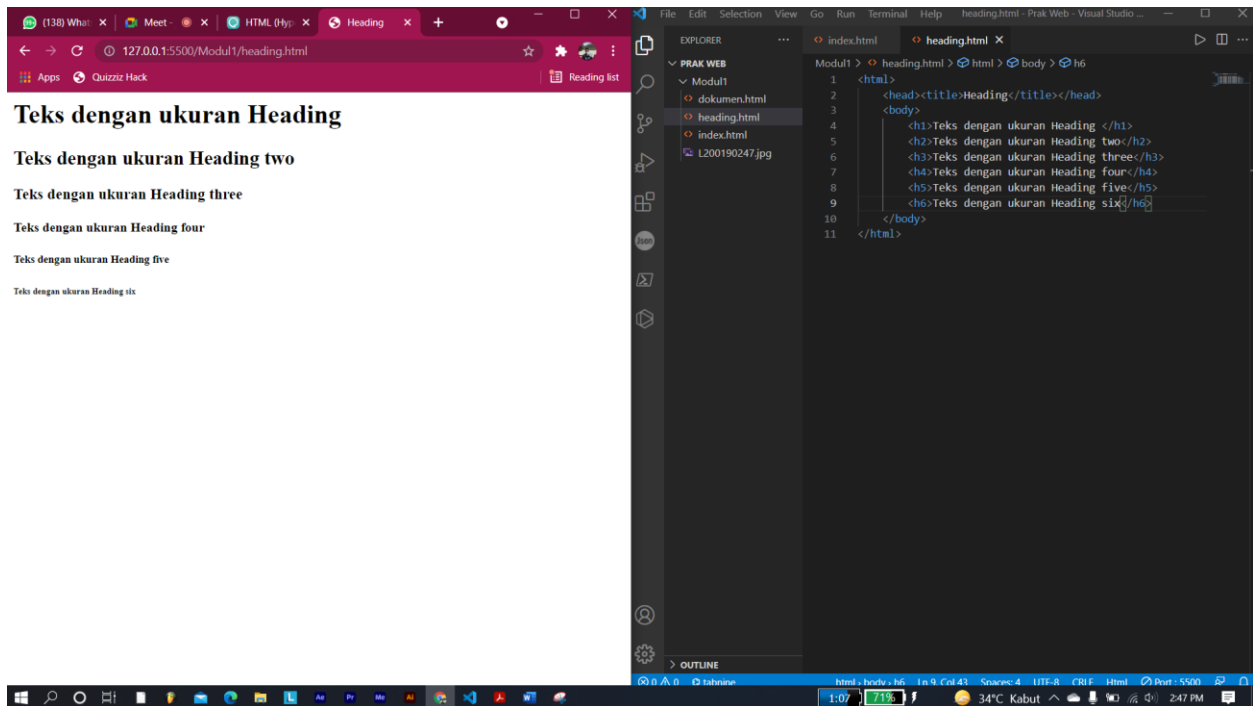 (138) What
Meet -
HTML (Hyp
Heading
127.0.0.1:5500/Modul1/heading.html
Apps
Quizziz Hack
Reading list
Teks dengan ukuran Heading
Teks dengan ukuran Heading two
Teks dengan ukuran Heading three
Teks dengan ukuran Heading four
Teks dengan ukuran Heading five
Teks dengan ukuran Heading six
File Edit Selection View Go Run Terminal Help heading.html - Prak Web - Visual Studio ...
EXPLORER
PRAK WEB
Modul1
dokumen.html
heading.html
index.html
L200190247.jpg
OUTLINE
Json
index.html
heading.html
Modul1 > heading.html > html > body > h6
1 <html>
2 <head><title>Heading</title></head>
3 <body>
4 <h1>Teks dengan ukuran Heading </h1>
5 <h2>Teks dengan ukuran Heading two</h2>
6 <h3>Teks dengan ukuran Heading three</h3>
7 <h4>Teks dengan ukuran Heading four</h4>
8 <h5>Teks dengan ukuran Heading five</h5>
9 <h6>Teks dengan ukuran Heading six</h6>
10 </body>
11 </html>
0 0 tabnine html > body > h6 Ln 9, Col 43 Spaces: 4 UTF-8 CRLF Html Port : 5500
L Ae Pr Me Ai W
1:07 71% 34°C Kabut 2:47 PM